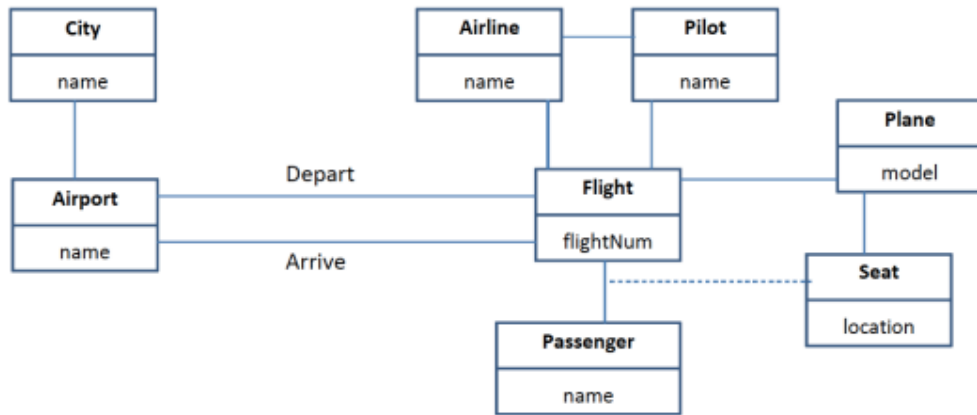 City
name
Airline
name
Pilot
name
Plane
model
Airport
name
Depart
Arrive
Flight
flightNum
Seat
location
Passenger
name